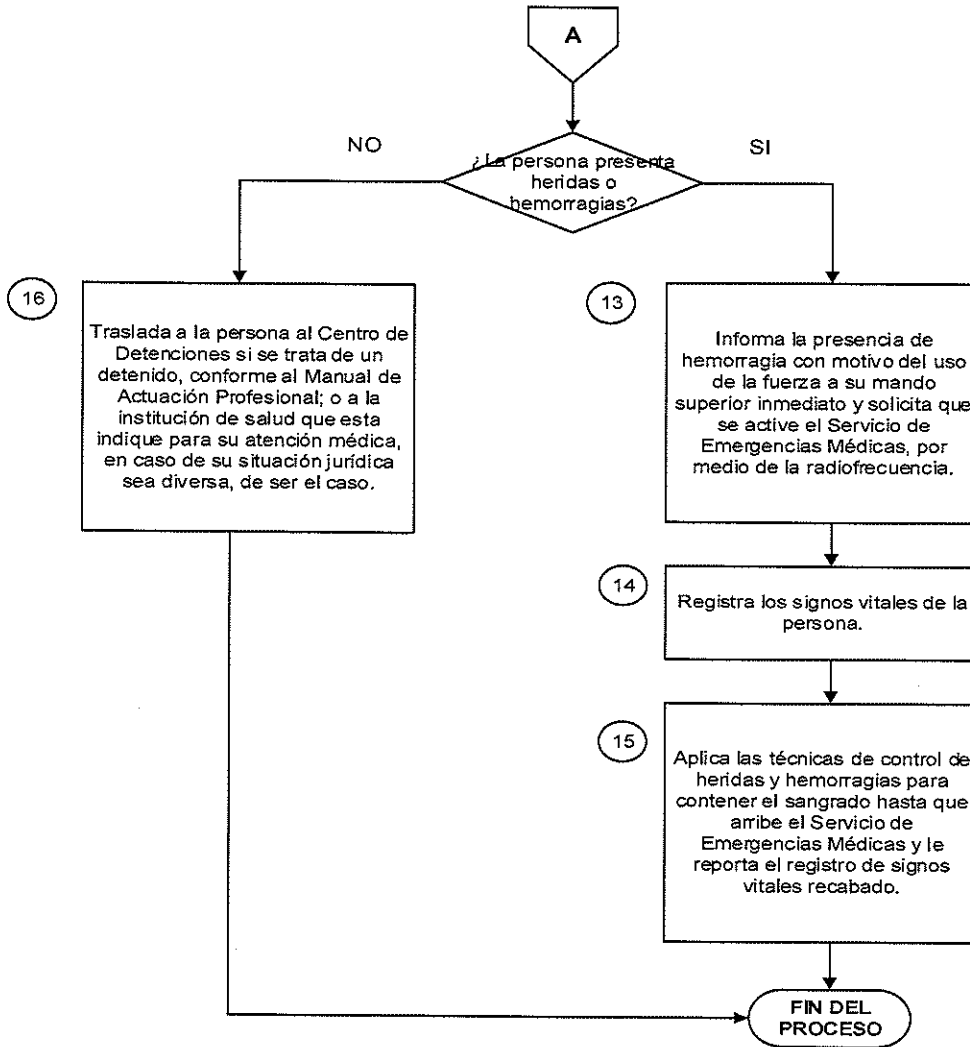 A
NO
SI
¿La persona presenta
heridas o
hemorragias?
16
Traslada a la persona al Centro de
Detenciones si se trata de un
detenido, conforme al Manual de
Actuación Profesional; o a la
institución de salud que esta
indique para su atención médica,
en caso de su situación jurídica
sea diversa, de ser el caso.
13
Informa la presencia de
hemorragia con motivo del uso
de la fuerza a su mando
superior inmediato y solicita que
se active el Servicio de
Emergencias Médicas, por
medio de la radiofrecuencia.
14
Registra los signos vitales de la
persona.
15
Aplica las técnicas de control de
heridas y hemorragias para
contener el sangrado hasta que
arribe el Servicio de
Emergencias Médicas y le
reporta el registro de signos
vitales recabado.
FIN DEL
PROCESO